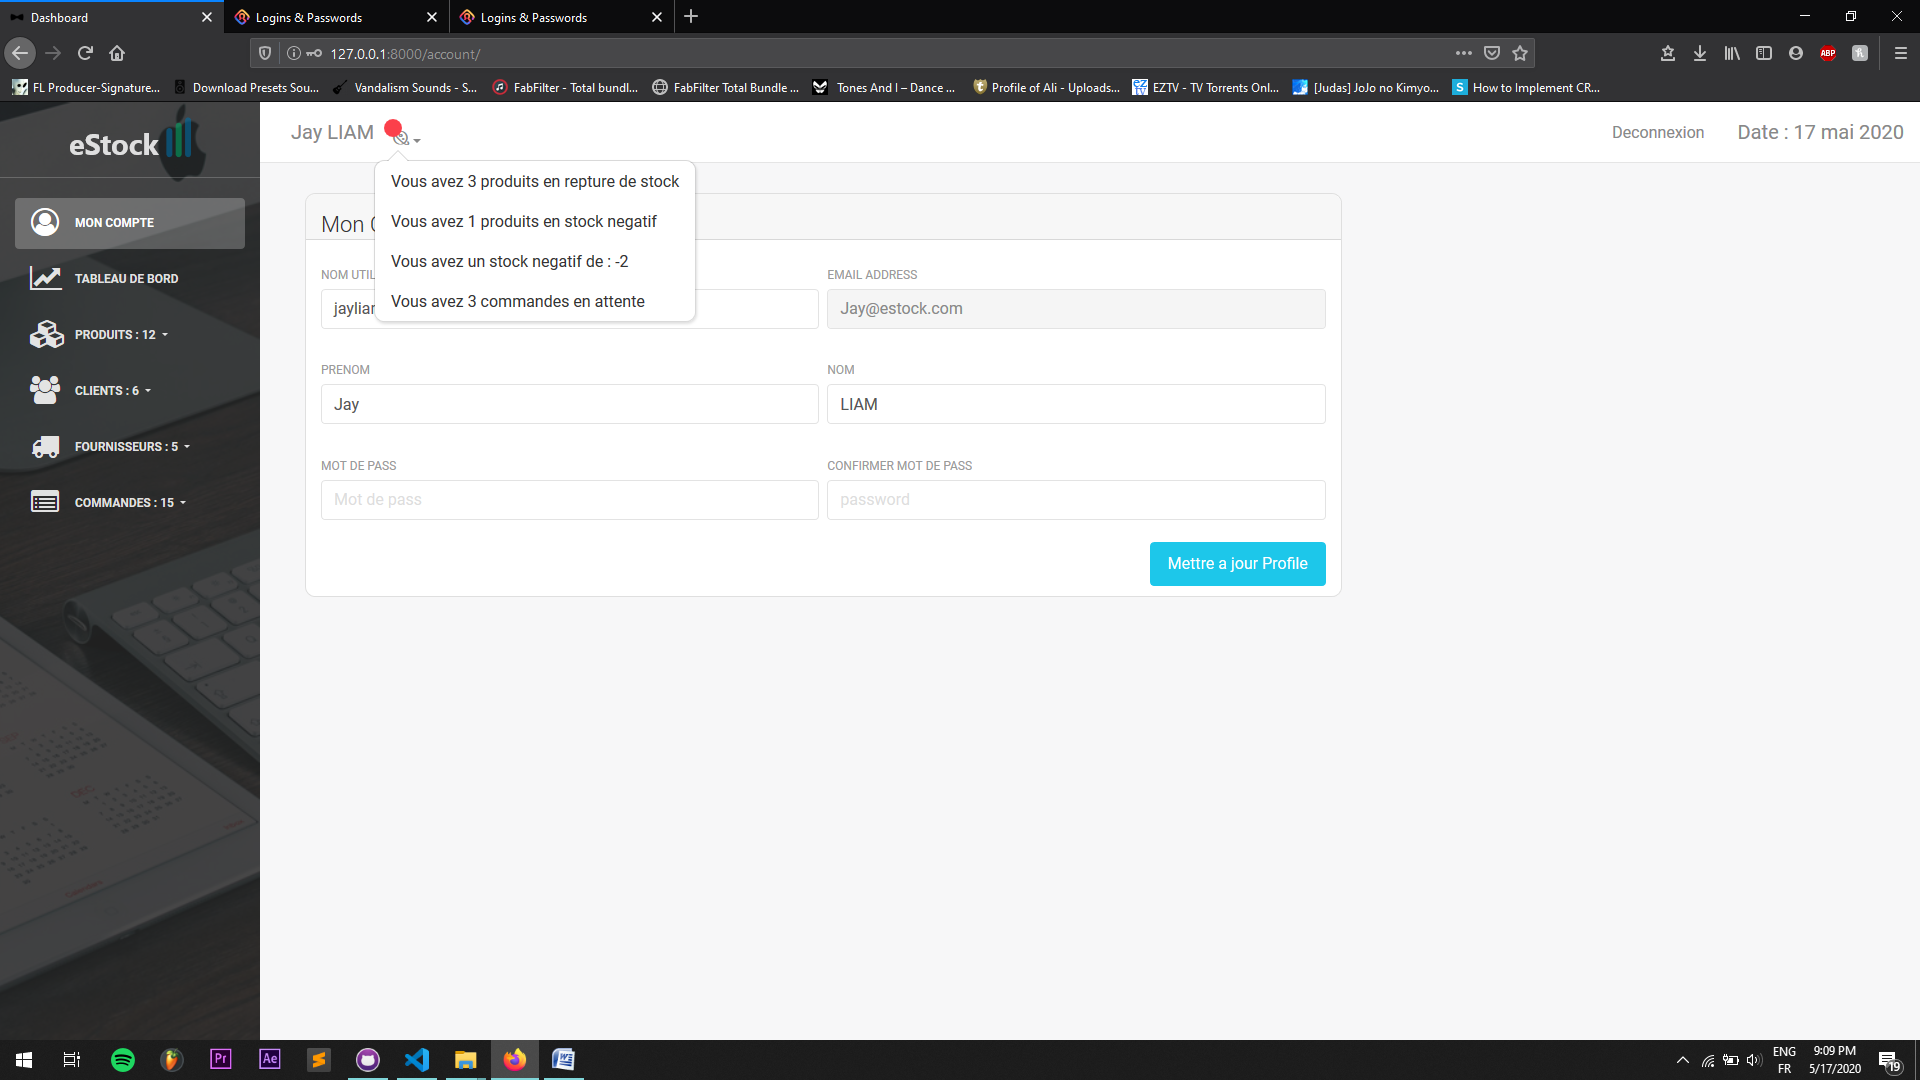 Dashboard
Logins & Passwords
Logins & Passwords
127.0.0.1:8000/account/
FL Producer-Signature...
Download Presets Sou...
Vandalism Sounds - S...
FabFilter - Total bundl...
FabFilter Total Bundle ...
Tones And I – Dance ...
Profile of Ali - Uploads...
EZTV - TV Torrents Onl...
[Judas] JoJo no Kimyo...
How to Implement CR...
ABP
eStock
Jay LIAM
Deconnexion
Date : 17 mai 2020
Vous avez 3 produits en repture de stock
Vous avez 1 produits en stock negatif
Vous avez un stock negatif de : -2
Vous avez 3 commandes en attente
MON COMPTE
TABLEAU DE BORD
PRODUITS : 12
CLIENTS : 6
FOURNISSEURS : 5
COMMANDES : 15
Mon
NOM UTIL
EMAIL ADDRESS
jaylia
Jay@estock.com
PRENOM
NOM
Jay
LIAM
MOT DE PASS
CONFIRMER MOT DE PASS
Mot de pass
password
Mettre a jour Profile
Pr
Ae
ENG
FR
9:09 PM
5/17/2020
19